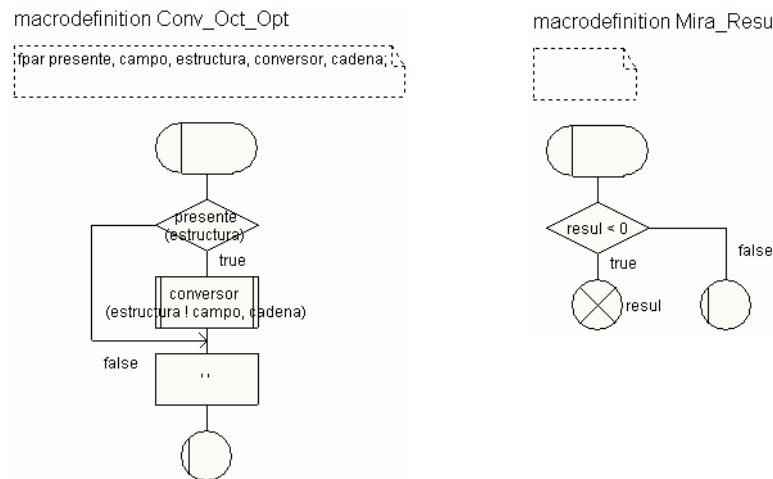 macrodefinition Conv_Oct_Opt
fpar presente, campo, estructura, conversor, cadena;
presente
(estructura)
true
conversor
(estructura ! campo, cadena)
false
' '
macrodefinition Mira_Resu
resul < 0
true
false
resul